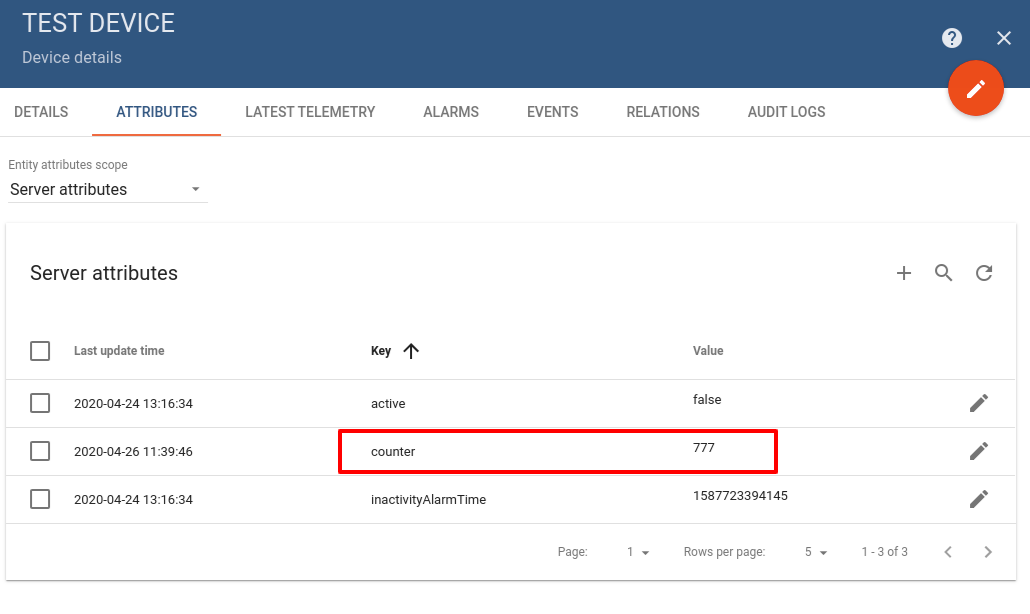 TEST DEVICE
Device details
DETAILS ATTRIBUTES LATEST TELEMETRY ALARMS EVENTS RELATIONS AUDIT LOGS
Entity attributes scope
Server attributes
Server attributes
Last update time Key Value
2020-04-24 13:16:34 active false
2020-04-26 11:39:46 counter 777
2020-04-24 13:16:34 inactivityAlarmTime 1587723394145
Page: 1 Rows per page: 5 1 - 3 of 3